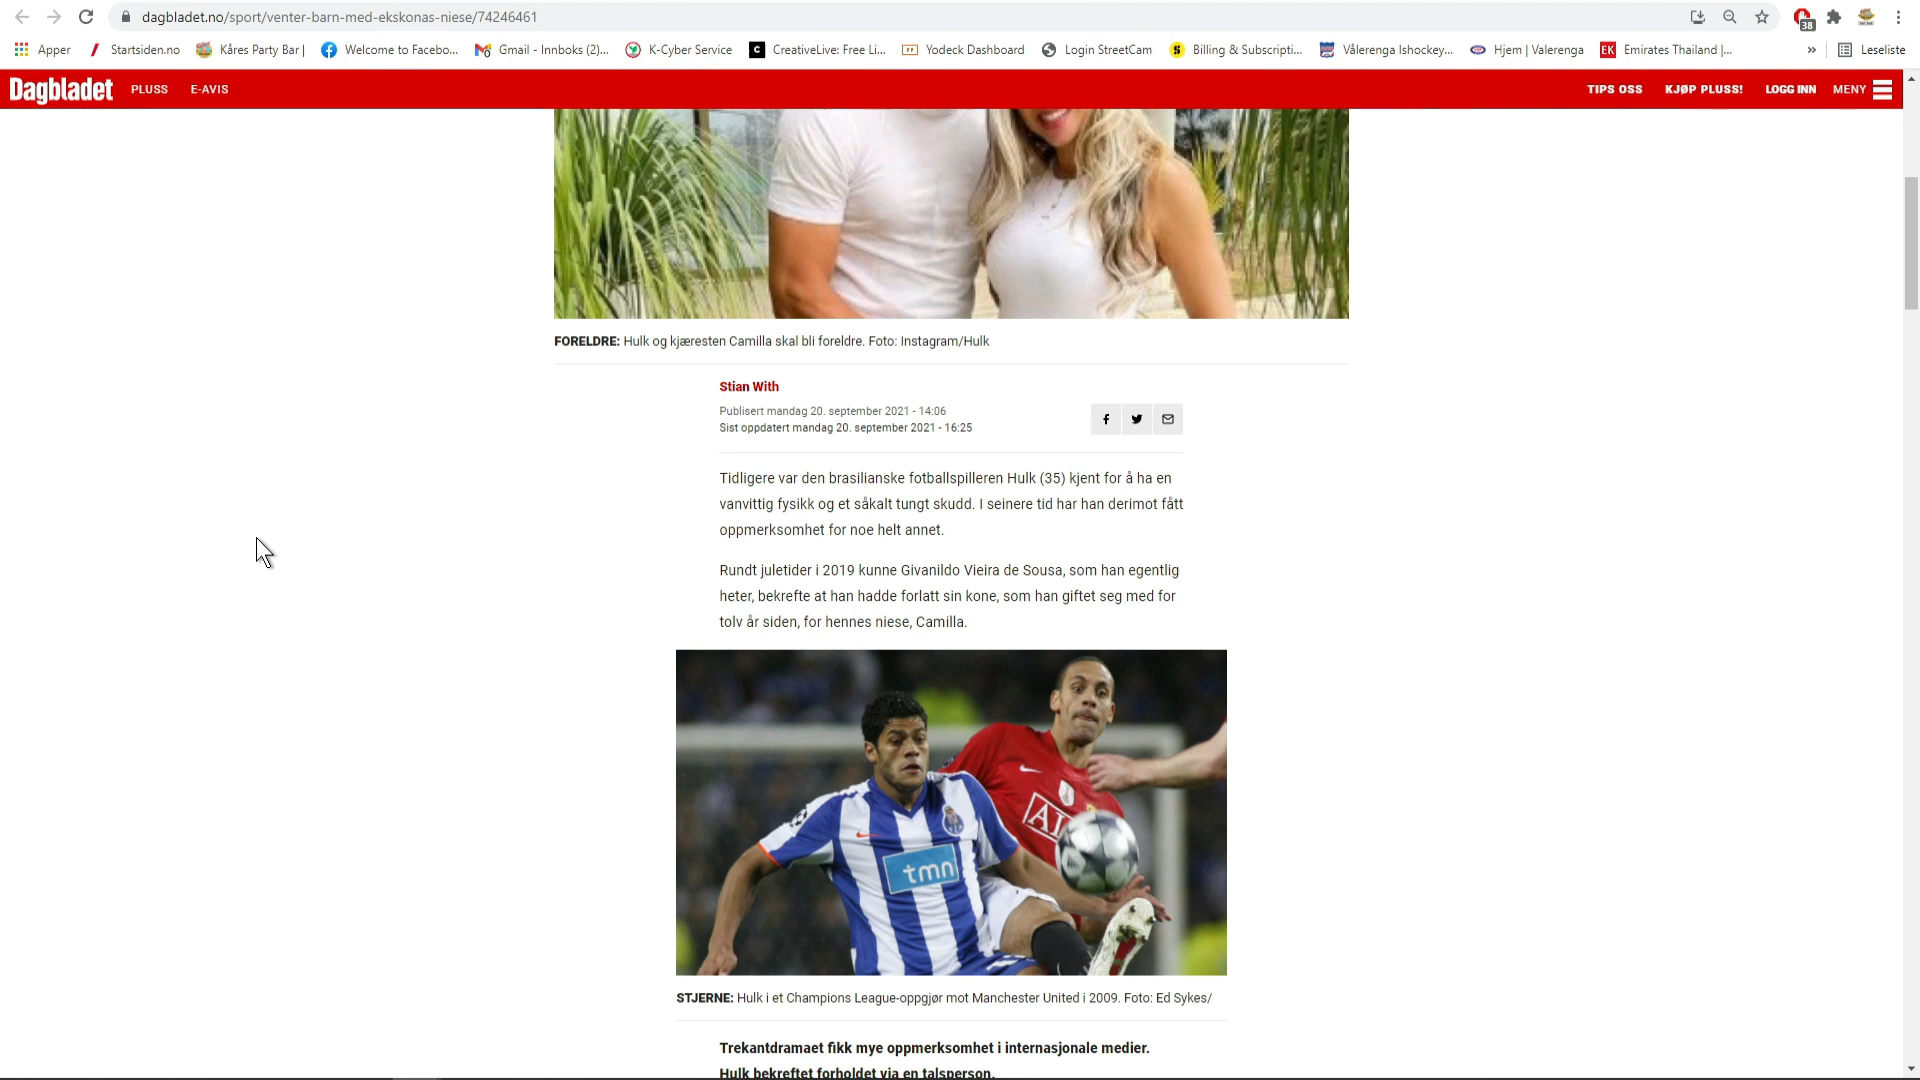 dagbladet.no/sport/venter-barn-med-ekskonas-niese/74246461
38
Apper
Startsiden.no
Kåres Party Bar |
Welcome to Facebo...
Gmail - Innboks (2)...
K-Cyber Service
CreativeLive: Free Li...
Yodeck Dashboard
Login StreetCam
Billing & Subscripti...
Vålerenga Ishockey...
Hjem | Valerenga
EK
Emirates Thailand |...
»
Leseliste
Dagbladet
PLUSS
E-AVIS
TIPS OSS
KJØP PLUSS!
LOGG INN
MENY
FORELDRE: Hulk og kjæresten Camilla skal bli foreldre. Foto: Instagram/Hulk
Stian With
Publisert mandag 20. september 2021 - 14:06
Sist oppdatert mandag 20. september 2021 - 16:25
Tidligere var den brasilianske fotballspilleren Hulk (35) kjent for å ha en
vanvittig fysikk og et såkalt tungt skudd. I seinere tid har han derimot fått
oppmerksomhet for noe helt annet.
Rundt juletider i 2019 kunne Givanildo Vieira de Sousa, som han egentlig
heter, bekrefte at han hadde forlatt sin kone, som han giftet seg med for
tolv år siden, for hennes niese, Camilla.
AI
tmn
STJERNE: Hulk i et Champions League-oppgjør mot Manchester United i 2009. Foto: Ed Sykes/
Trekantdramaet fikk mye oppmerksomhet i internasjonale medier.
Hulk bekreftet forholdet via en talsperson.